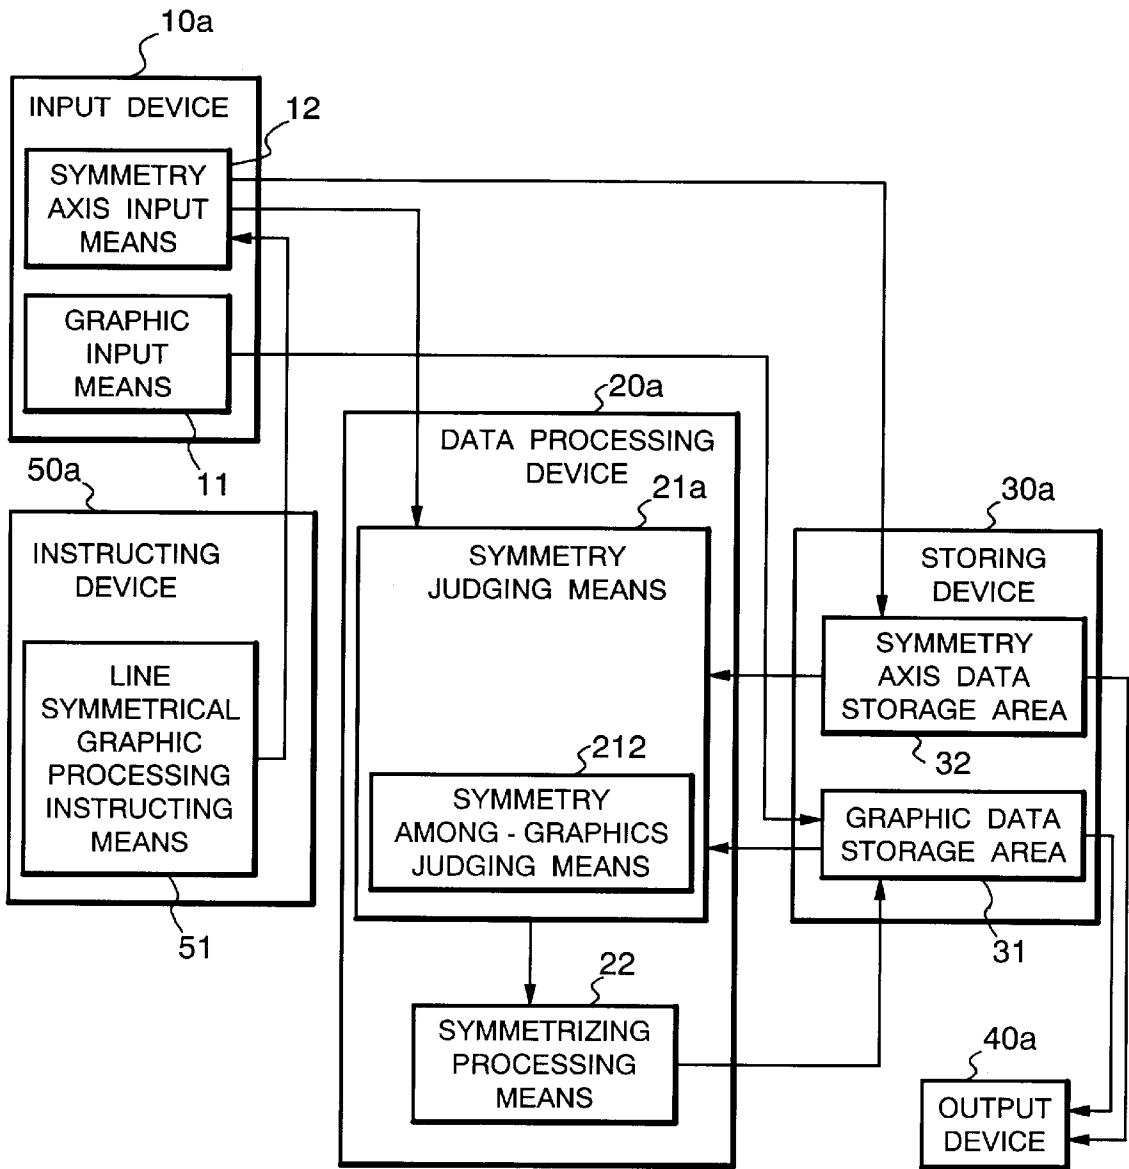 10a
INPUT DEVICE
12
SYMMETRY
AXIS INPUT
MEANS
GRAPHIC
INPUT
MEANS
11
50a
INSTRUCTING
DEVICE
LINE
SYMMETRICAL
GRAPHIC
PROCESSING
INSTRUCTING
MEANS
51
20a
DATA PROCESSING
DEVICE
21a
SYMMETRY
JUDGING MEANS
212
SYMMETRY
AMONG - GRAPHICS
JUDGING MEANS
22
SYMMETRIZING
PROCESSING
MEANS
30a
STORING
DEVICE
SYMMETRY
AXIS DATA
STORAGE AREA
32
GRAPHIC DATA
STORAGE AREA
31
40a
OUTPUT
DEVICE